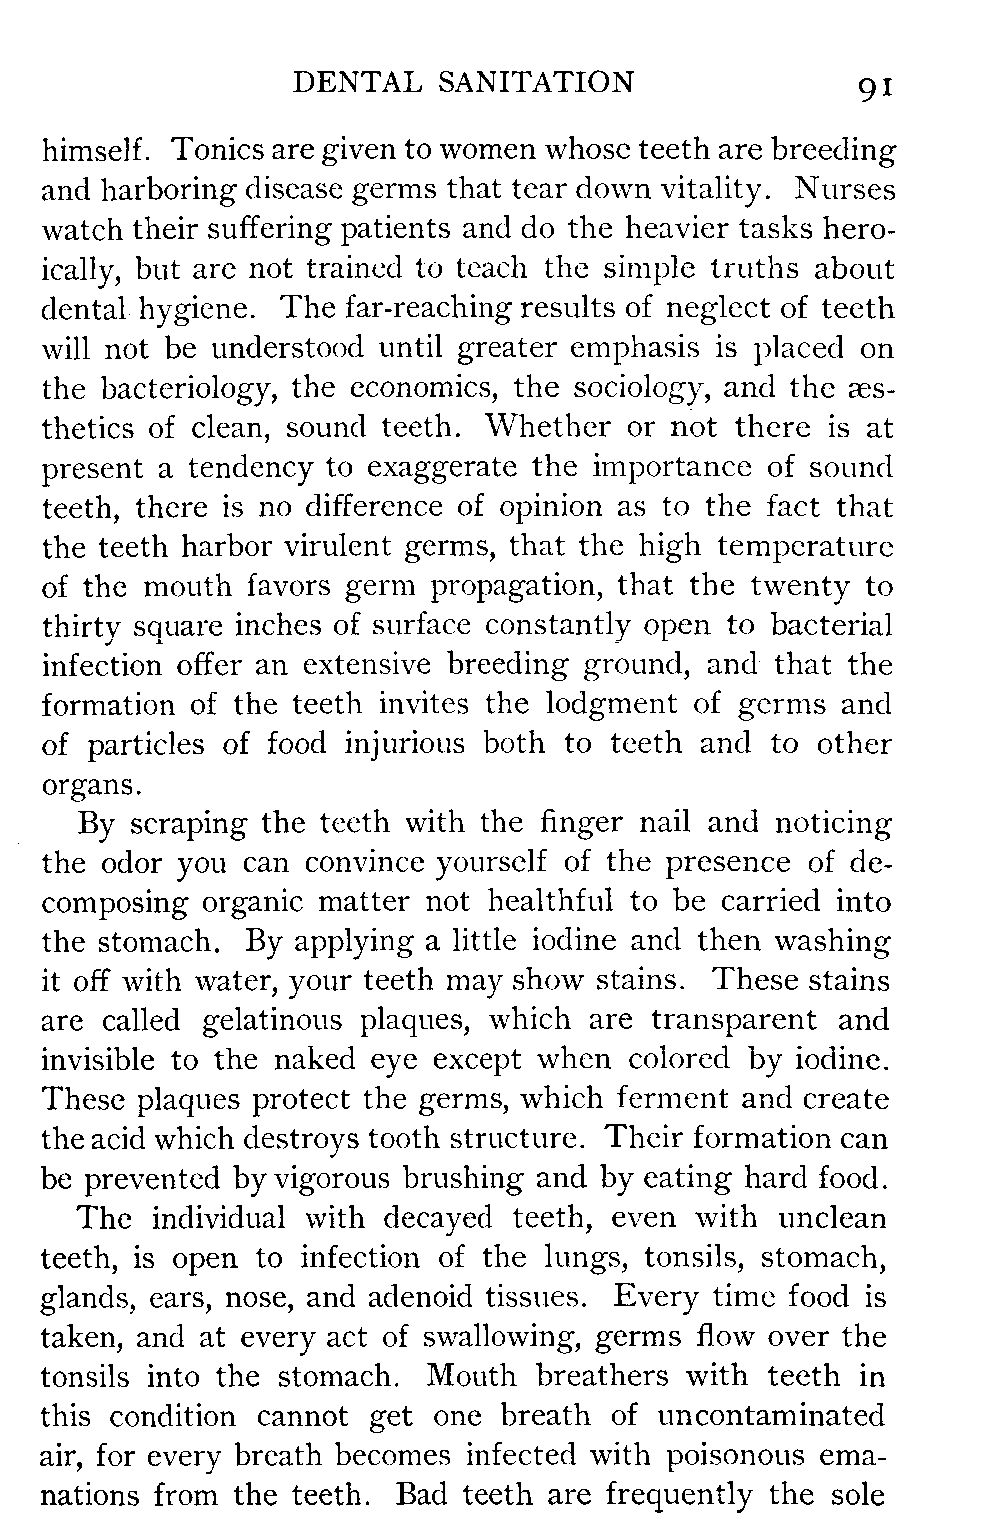 DENTAL SANITATION 91
himself. Tonics are given to women whose teeth are breeding
and harboring disease germs that tear down vitality. Nurses
watch their suffering patients and do the heavier tasks hero-
ically, but are not trained to teach the simple truths about
dental hygiene. The far-reaching results of neglect of teeth
will not be understood until greater emphasis is placed on
the bacteriology, the economics, the sociology, and the æs-
thetics of clean, sound teeth. Whether or not there is at
present a tendency to exaggerate the importance of sound
teeth, there is no difference of opinion as to the fact that
the teeth harbor virulent germs, that the high temperature
of the mouth favors germ propagation, that the twenty to
thirty square inches of surface constantly open to bacterial
infection offer an extensive breeding ground, and that the
formation of the teeth invites the lodgment of germs and
of particles of food injurious both to teeth and to other
organs.
By scraping the teeth with the finger nail and noticing
the odor you can convince yourself of the presence of de-
composing organic matter not healthful to be carried into
the stomach. By applying a little iodine and then washing
it off with water, your teeth may show stains. These stains
are called gelatinous plaques, which are transparent and
invisible to the naked eye except when colored by iodine.
These plaques protect the germs, which ferment and create
the acid which destroys tooth structure. Their formation can
be prevented by vigorous brushing and by eating hard food.
The individual with decayed teeth, even with unclean
teeth, is open to infection of the lungs, tonsils, stomach,
glands, ears, nose, and adenoid tissues. Every time food is
taken, and at every act of swallowing, germs flow over the
tonsils into the stomach. Mouth breathers with teeth in
this condition cannot get one breath of uncontaminated
air, for every breath becomes infected with poisonous ema-
nations from the teeth. Bad teeth are frequently the sole